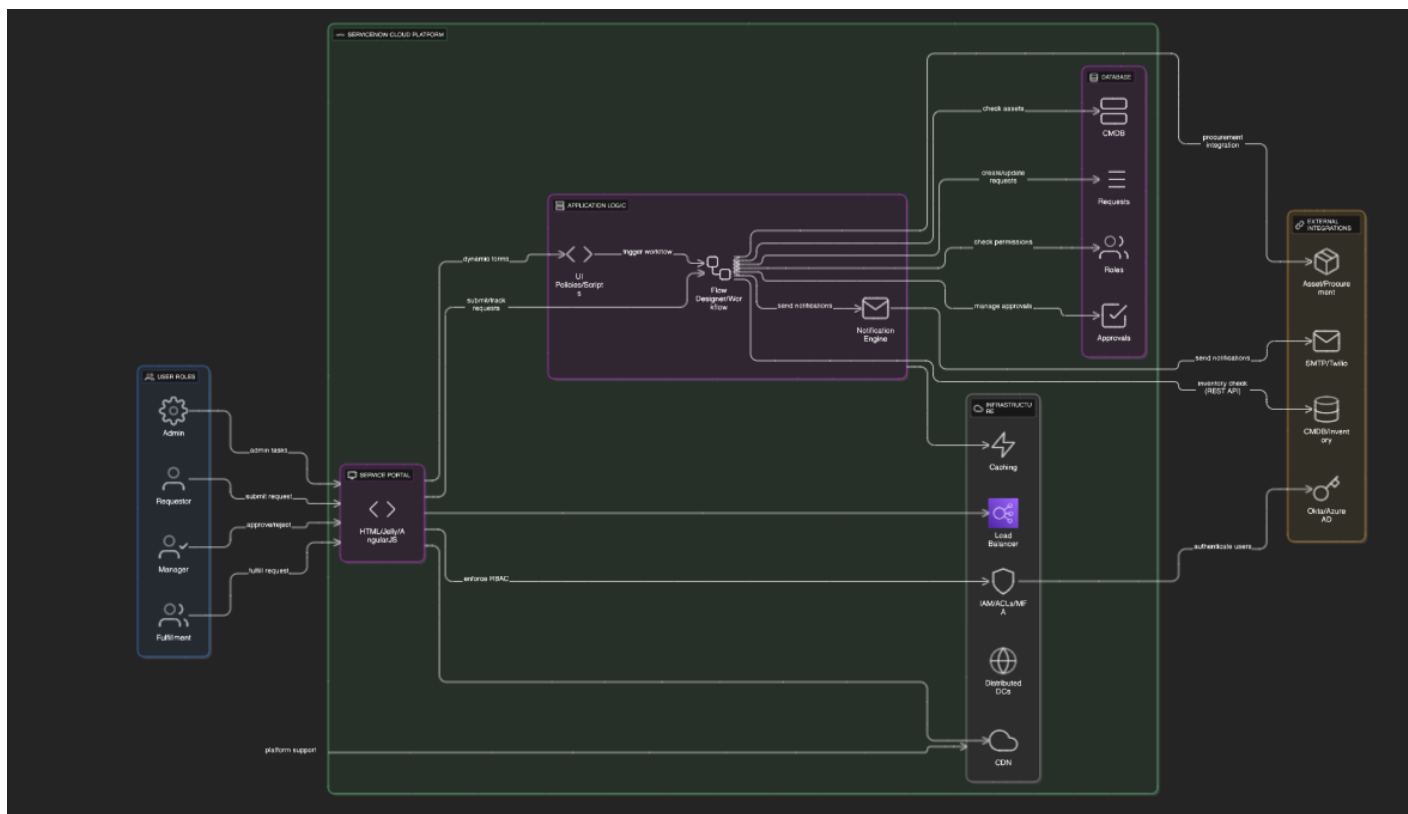 SERVICENOW CLOUD PLATFORM
DATABASE
check assets
CMDB
procurement
integration
create/update
requests
Requests
APPLICATION LOGIC
EXTERNAL
INTEGRATIONS
check permissions
trigger workflow
dynamic forms
Roles
UI
Policies/Script
s
Flow
Designer/Wor
kflow
Asset/Procure
ment
submit/track
requests
send notifications
manage approvals
Notification
Engine
Approvals
send notifications
SMTP/Twilio
USER ROLES
inventory check
(REST API)
INFRASTRUCTU
RE
Admin
CMDB/Invent
ory
admin tasks
Caching
SERVICE PORTAL
Requestor
submit request
Okta/Azure
AD
approve/reject
HTML/Jelly/A
ngularJS
Load
Balancer
authenticate users
Manager
fulfill request
enforce RBAC
IAM/ACLs/MF
A
Fulfillment
Distributed
DCs
platform support
CDN